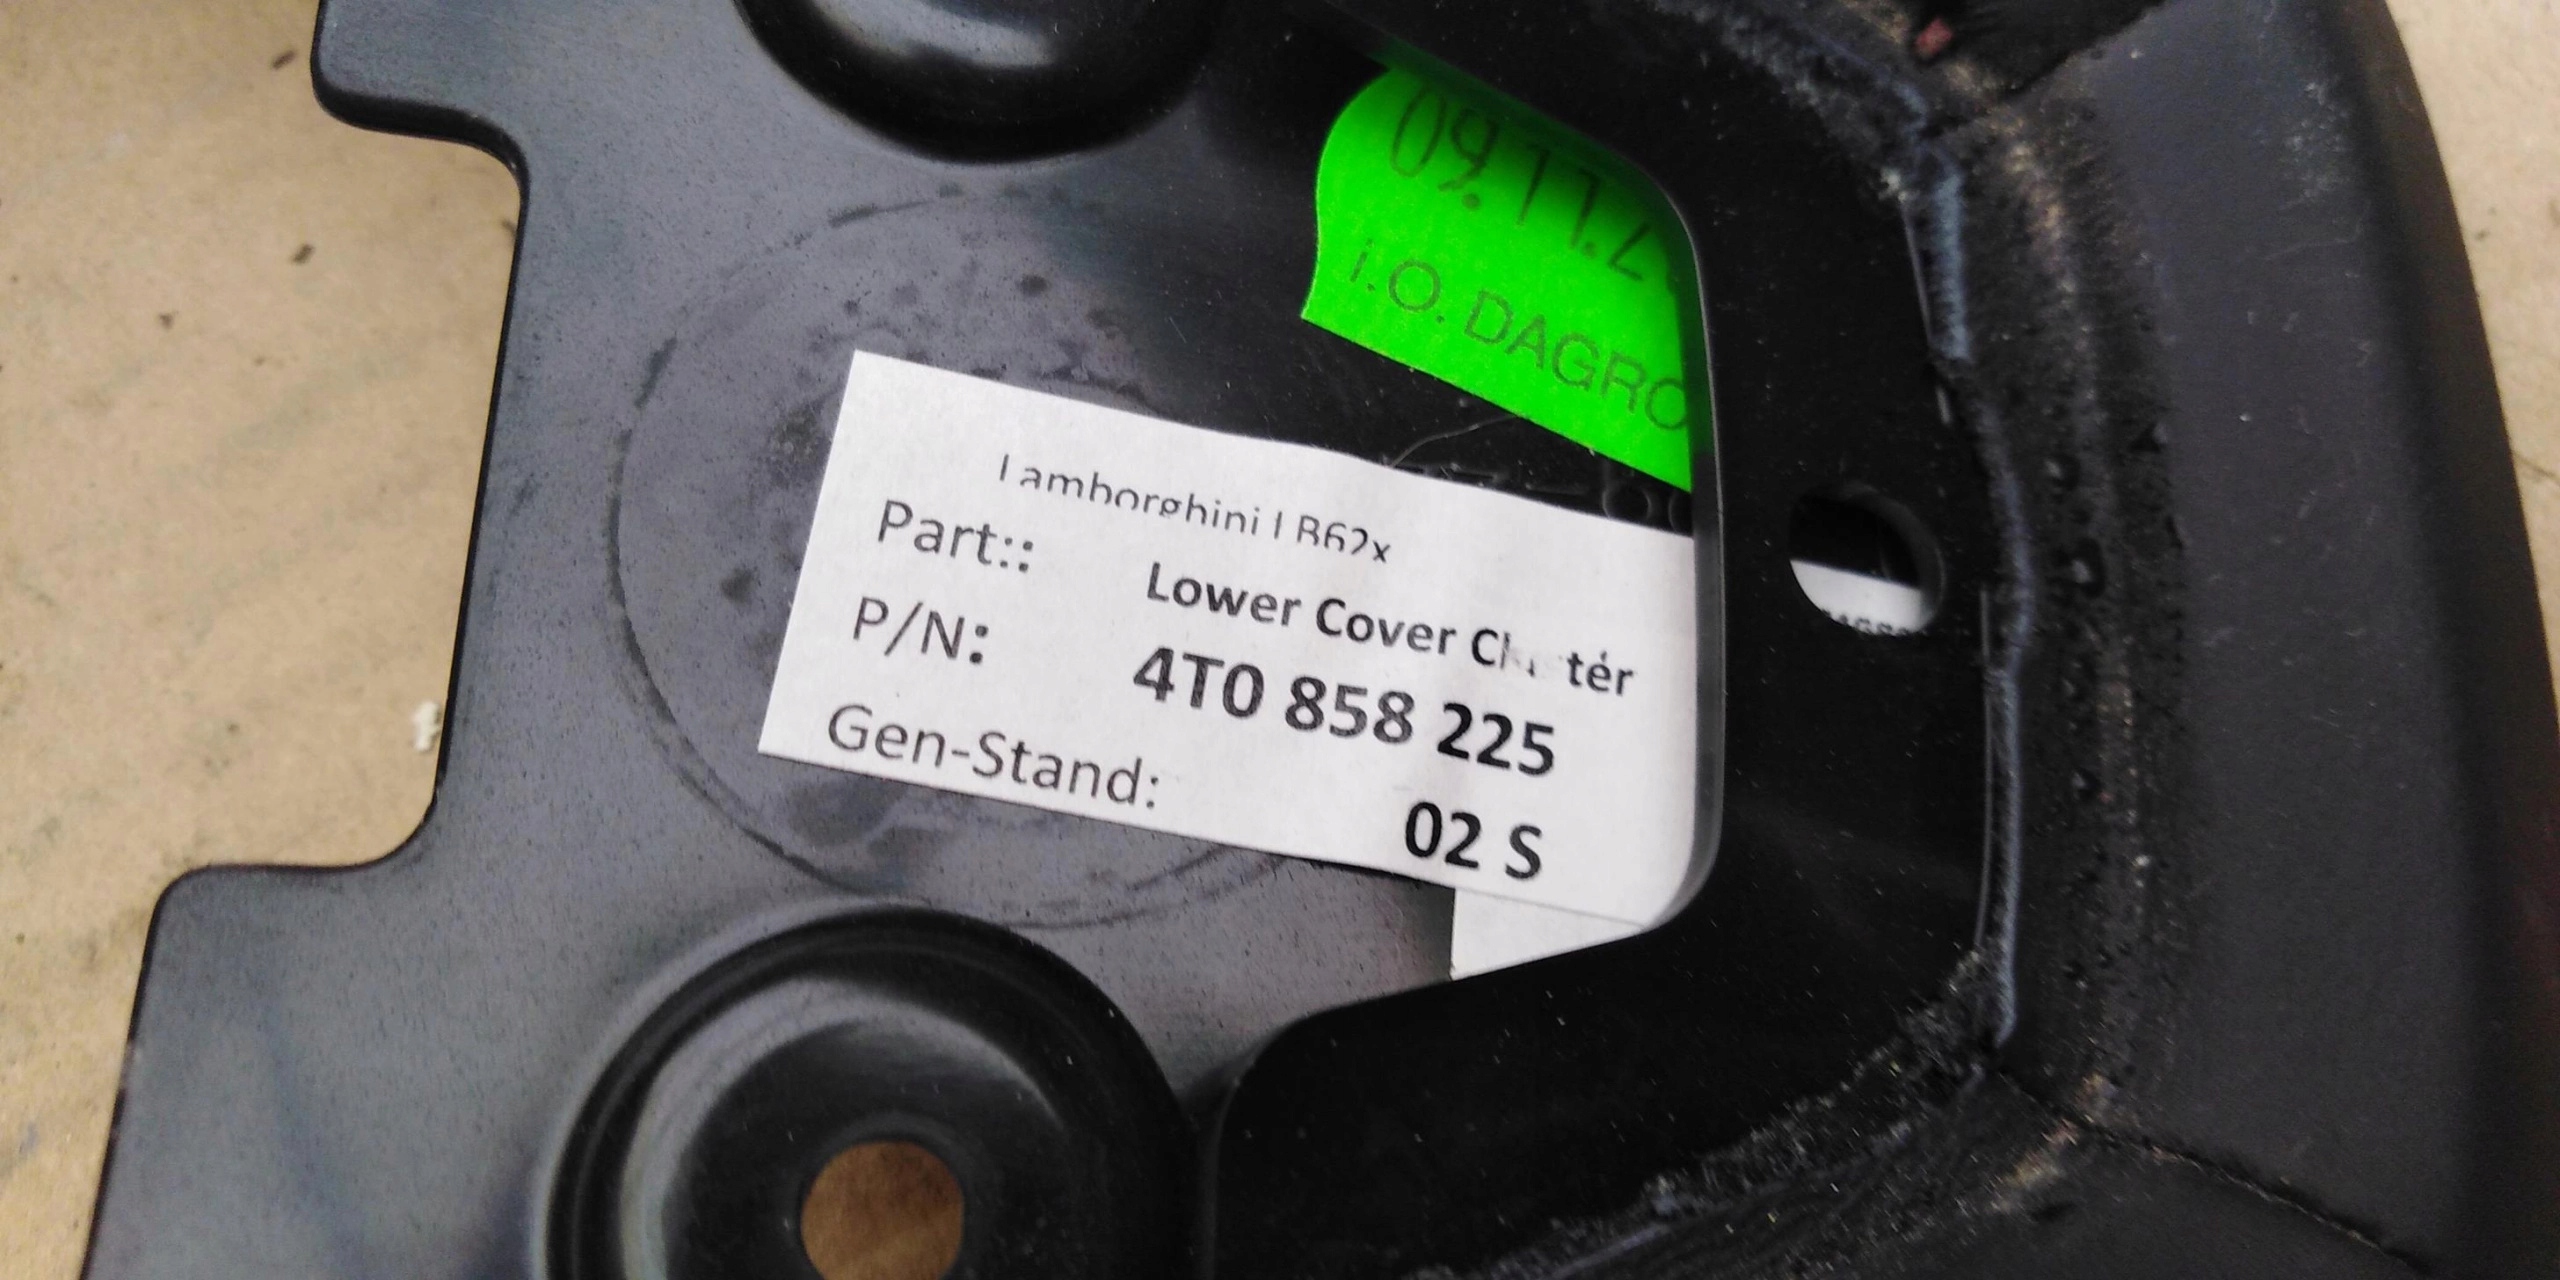 09.11.2
i.O. DAGRO
Lamborghini LB62x
Part::
Lower Cover
P/N:
4T0 858 225
Gen-Stand:
02 S